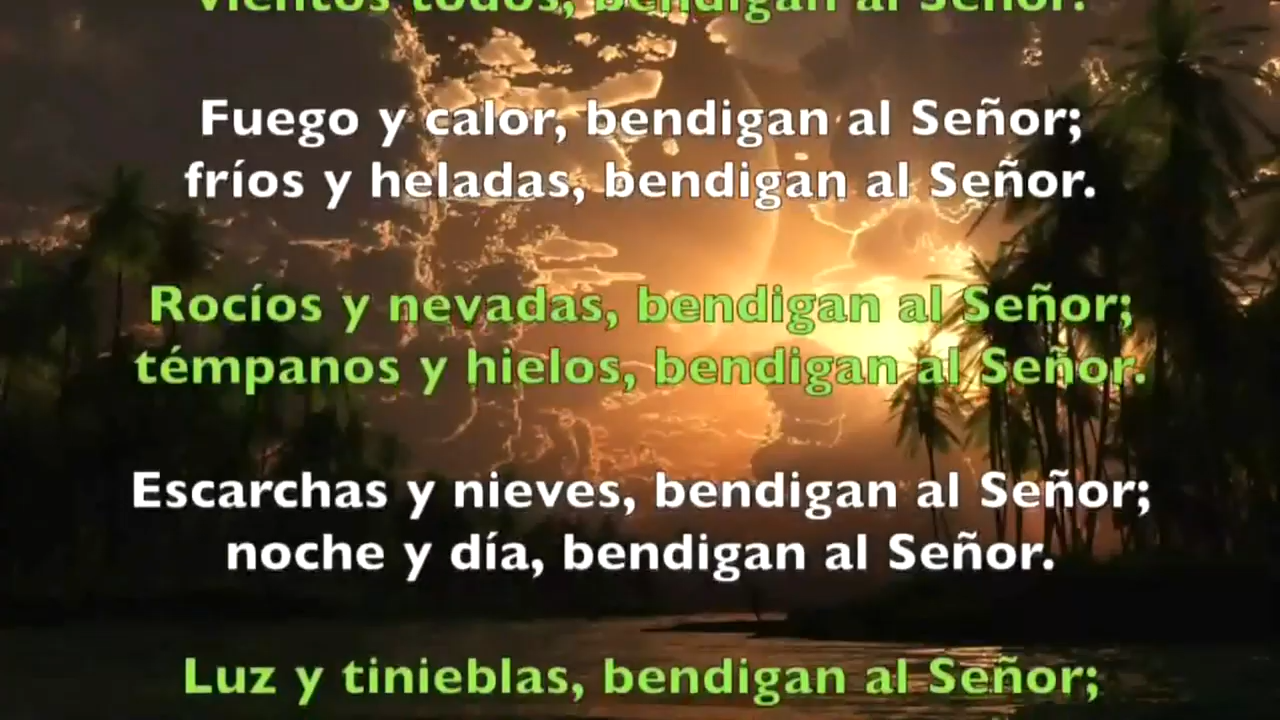 vientos todos, bendigan al Señor.
Fuego y calor, bendigan al Señor;
fríos y heladas, bendigan al Señor.
Rocíos y nevadas, bendigan al Señor;
témpanos y hielos, bendigan al Señor.
Escarchas y nieves, bendigan al Señor;
noche y día, bendigan al Señor.
Luz y tinieblas, bendigan al Señor;